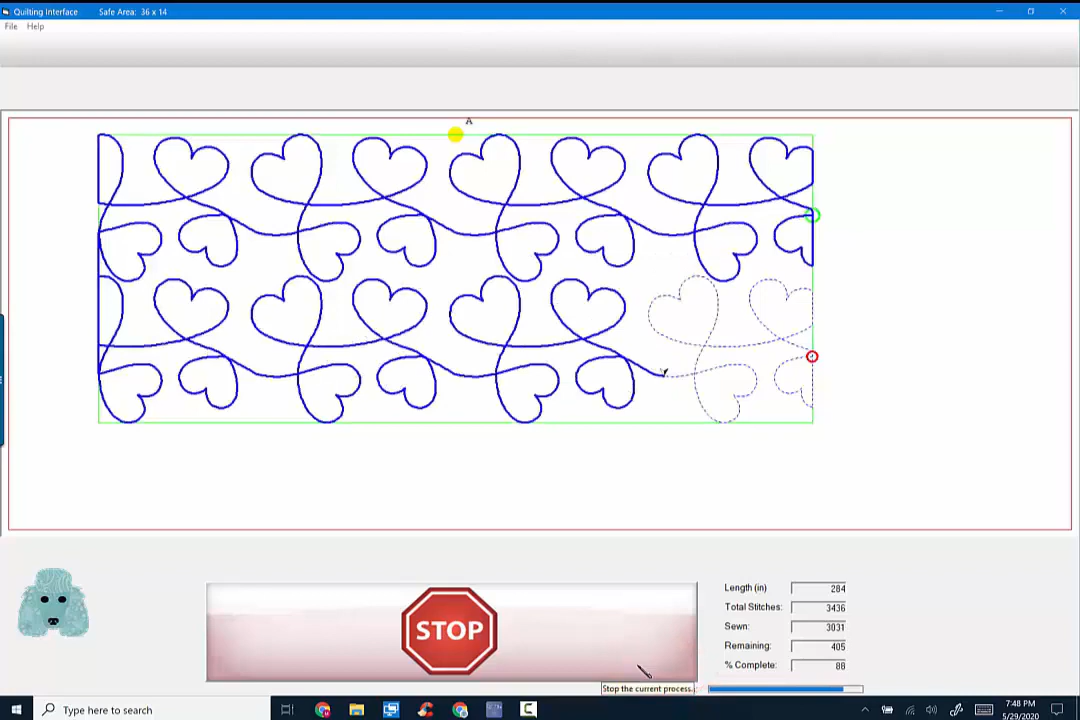 Quilting Interface Safe Area: 36 x 14
File Help
A
STOP
Length (in) 284
Total Stitches: 3436
Sewn: 3031
Remaining: 405
% Complete: 88
Stop the current process.
Type here to search
7:48 PM
5/29/2020